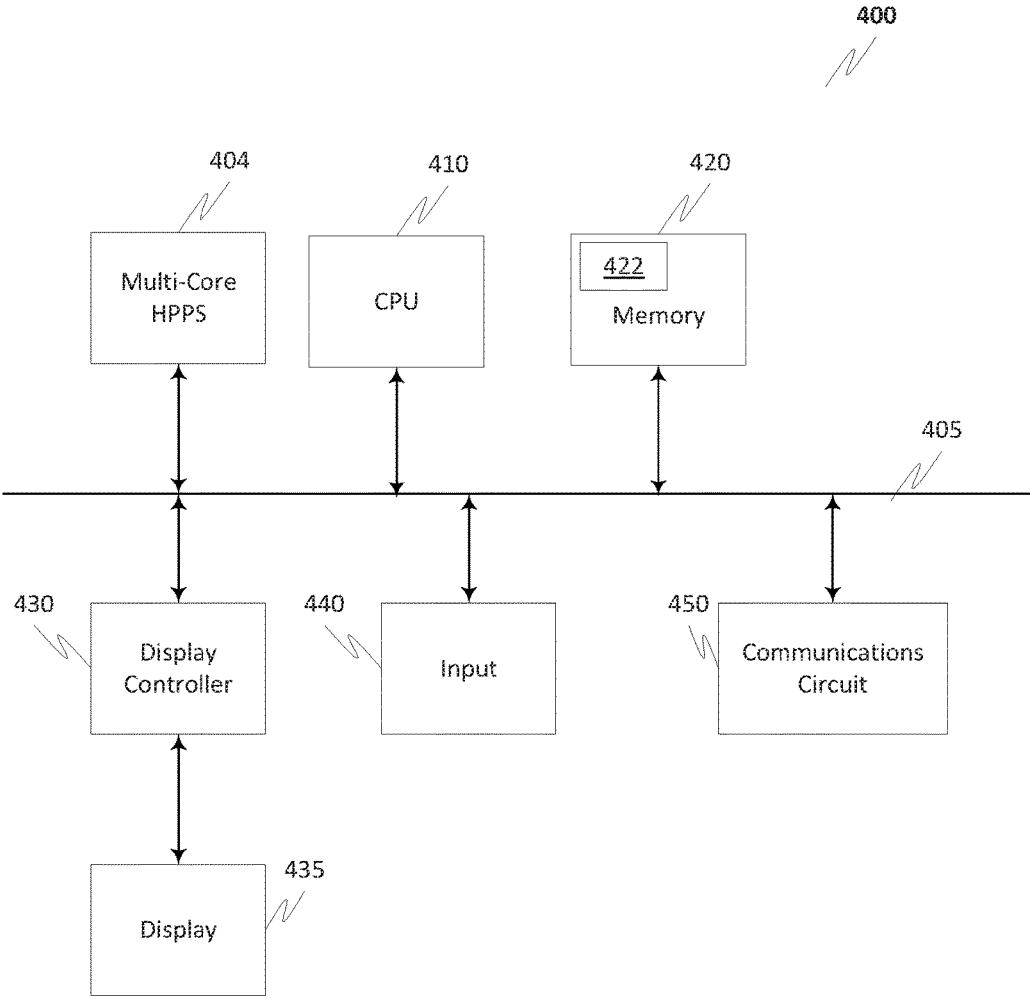 400
404
410
420
Multi-Core
HPPS
CPU
422
Memory
405
430
440
450
Display
Controller
Input
Communications
Circuit
435
Display